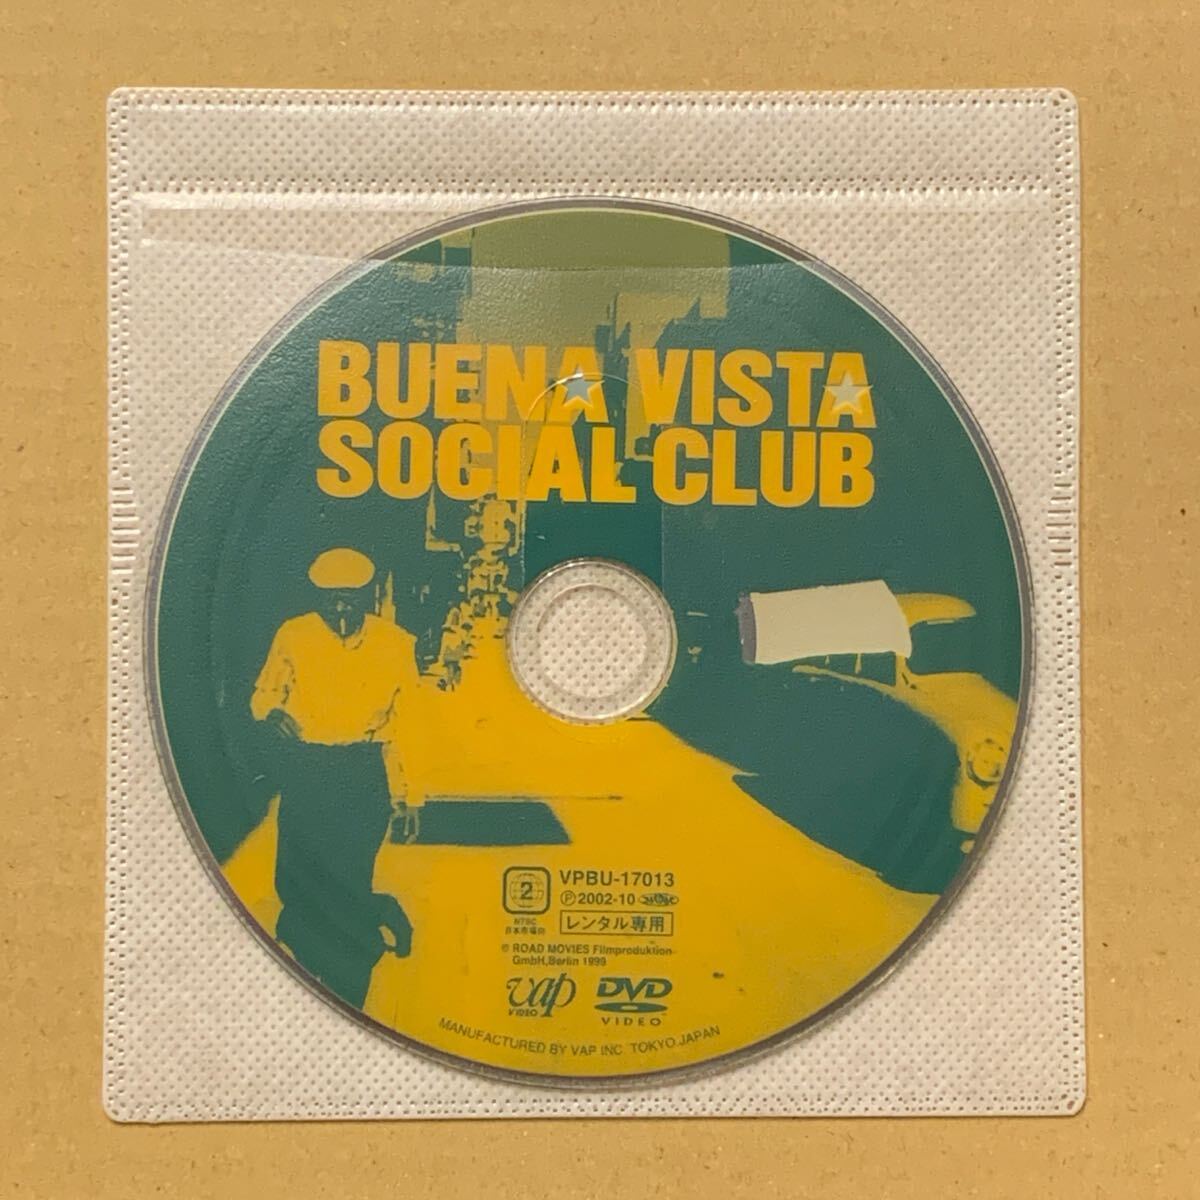 BUENA VISTA
SOCIAL CLUB
2
NTSC
日本市場向
VPBU-17013
Ⓟ2002-10
レンタル専用
© ROAD MOVIES Filmproduktion
GmbH,Berlin 1999
vap
VIDEO
DVD
VIDEO
MANUFACTURED BY VAP INC. TOKYO.JAPAN